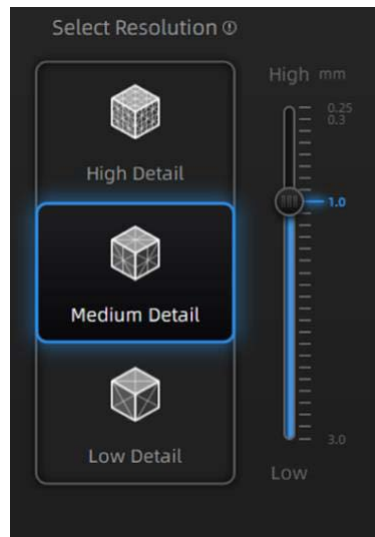 Select Resolution
High mm
0.25
0.3
High Detail
1.0
Medium Detail
3.0
Low Detail
Low